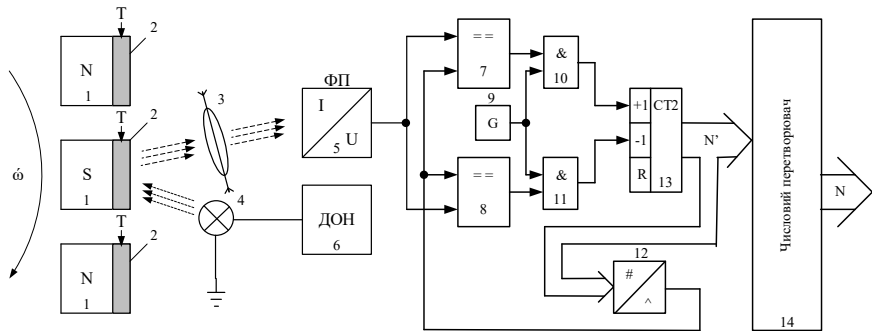 T
2
N
1
T
2
S
1
T
2
N
1
ώ
3
4
ФП
I
U
5
ДОН
6
= =
7
9
G
= =
8
&
10
&
11
+1
-1
R
CT2
13
N’
12
#
^
Числовий перетворювач
14
N